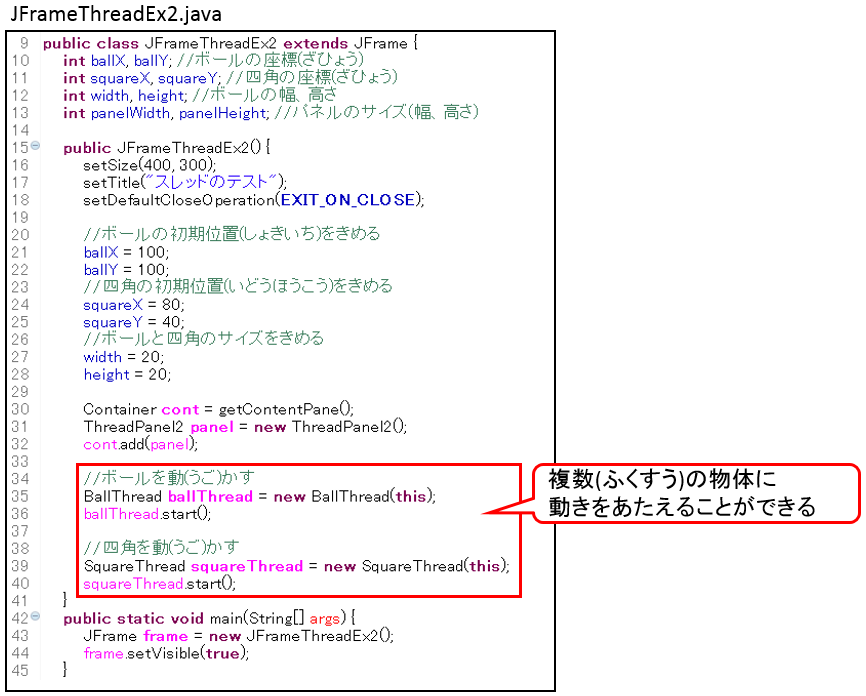 JFrameThreadEx2.java
9 public class JFrameThreadEx2 extends JFrame {
10 int ballX, ballY; //ボールの座標(ざひょう)
11 int squareX, squareY; //四角の座標(ざひょう)
12 int width, height; //ボールの幅、高さ
13 int panelWidth, panelHeight; //パネルのサイズ(幅、高さ)
14
15 public JFrameThreadEx2() {
16 setSize(400, 300);
17 setTitle("スレッドのテスト");
18 setDefaultCloseOperation(EXIT_ON_CLOSE);
19
20 //ボールの初期位置(しょきいち)をきめる
21 ballX = 100;
22 ballY = 100;
23 //四角の初期位置(いどうほうこう)をきめる
24 squareX = 80;
25 squareY = 40;
26 //ボールと四角のサイズをきめる
27 width = 20;
28 height = 20;
29
30 Container cont = getContentPane();
31 ThreadPanel2 panel = new ThreadPanel2();
32 cont.add(panel);
33
34 //ボールを動(うご)かす
35 BallThread ballThread = new BallThread(this);
36 ballThread.start();
37
38 //四角を動(うご)かす
39 SquareThread squareThread = new SquareThread(this);
40 squareThread.start();
41 }
42 public static void main(String[] args) {
43 JFrame frame = new JFrameThreadEx2();
44 frame.setVisible(true);
45 }
複数(ふくすう)の物体に
動きをあたえることができる